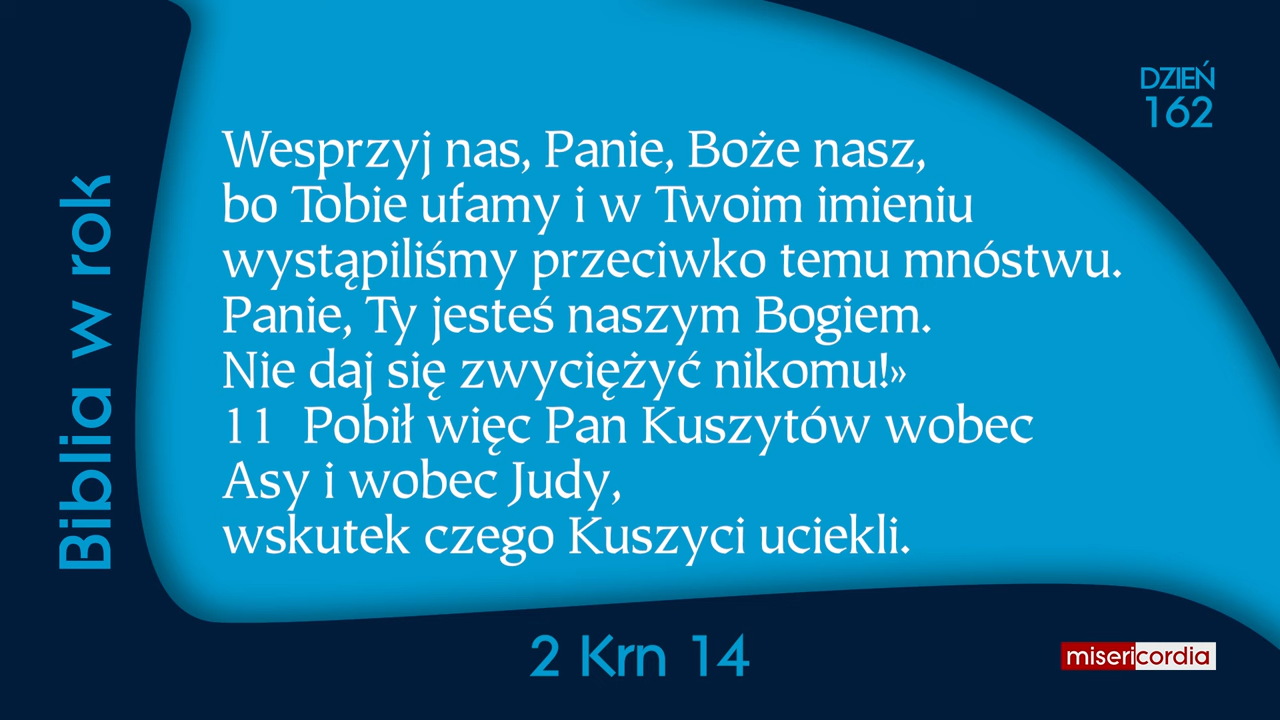 DZIEŃ
162
Biblia w rok
Wesprzyj nas, Panie, Boże nasz,
bo Tobie ufamy i w Twoim imieniu
wystąpiliśmy przeciwko temu mnóstwu.
Panie, Ty jesteś naszym Bogiem.
Nie daj się zwyciężyć nikomu!»
11 Pobił więc Pan Kuszytów wobec
Asy i wobec Judy,
wskutek czego Kuszyci uciekli.
2 Krn 14
misericordia